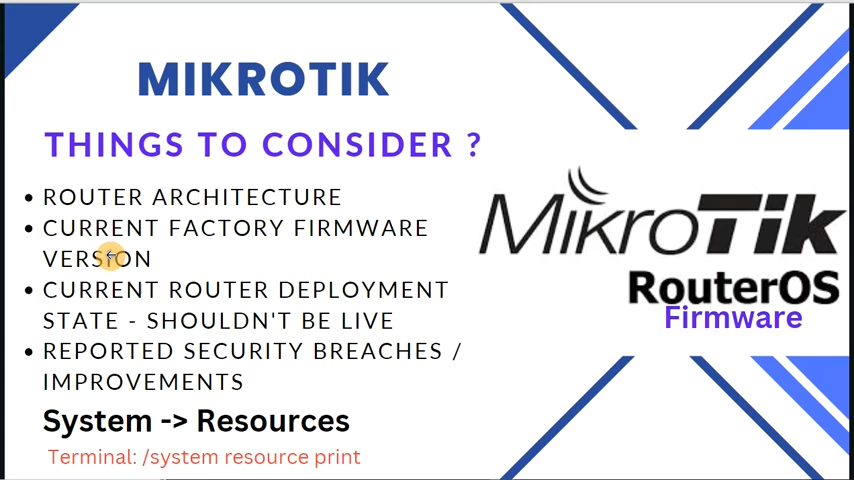 MIKROTIK
THINGS TO CONSIDER ?
ROUTER ARCHITECTURE
CURRENT FACTORY FIRMWARE
VERSION
CURRENT ROUTER DEPLOYMENT
STATE - SHOULDN'T BE LIVE
REPORTED SECURITY BREACHES /
IMPROVEMENTS
System -> Resources
Terminal: /system resource print
MikroTik
RouterOS
Firmware